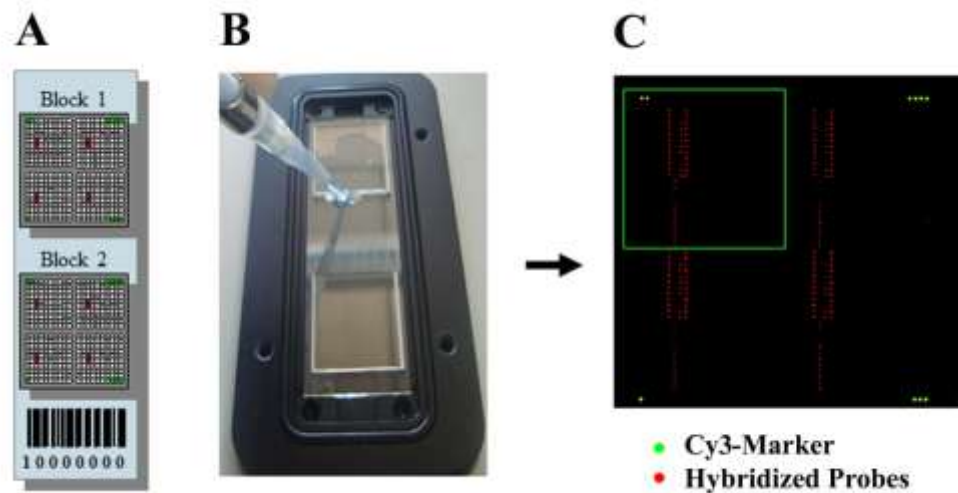 A
B
C
Block 1
Block 2
10000000
Cy3-Marker
Hybridized Probes